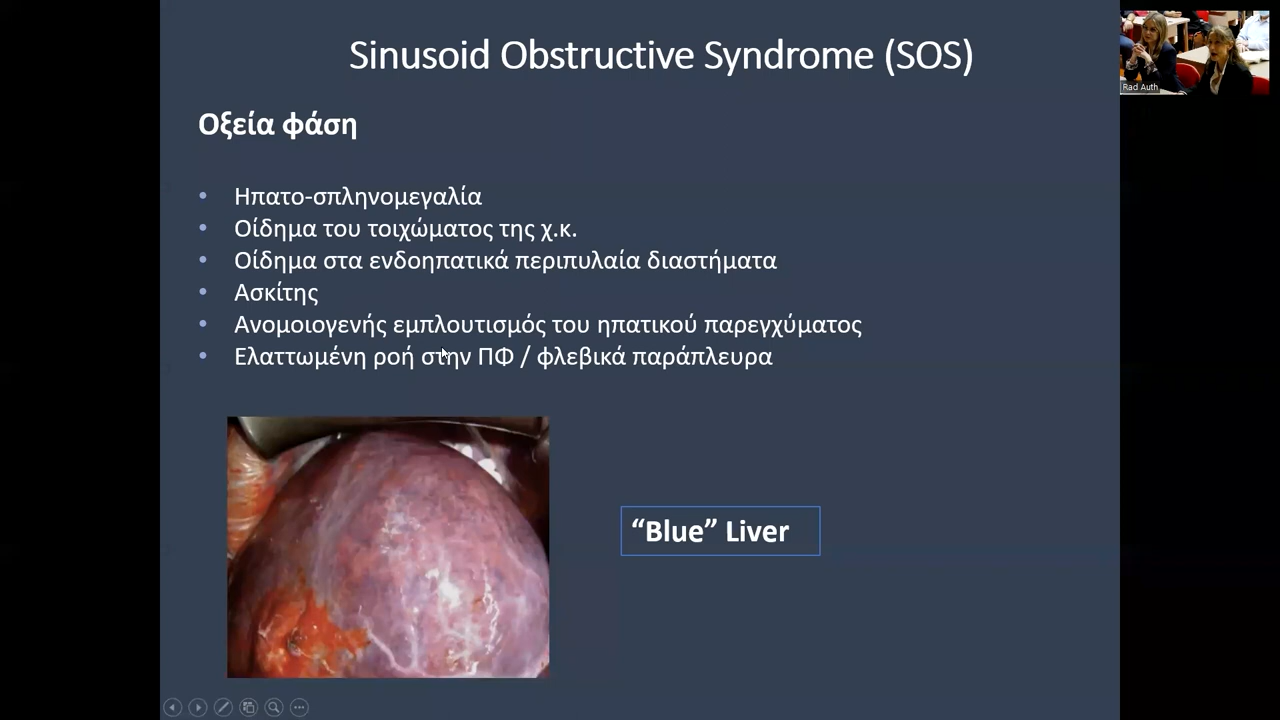 Sinusoid Obstructive Syndrome (SOS)
Rad Auth
Οξεία φάση
• Ηπατο-σπληνομεγαλία
• Οίδημα του τοιχώματος της χ.κ.
• Οίδημα στα ενδοηπατικά περιπυλαία διαστήματα
• Ασκίτης
• Ανομοιογενής εμπλουτισμός του ηπατικού παρεγχύματος
• Ελαττωμένη ροή στην ΠΦ / φλεβικά παράπλευρα
“Blue” Liver